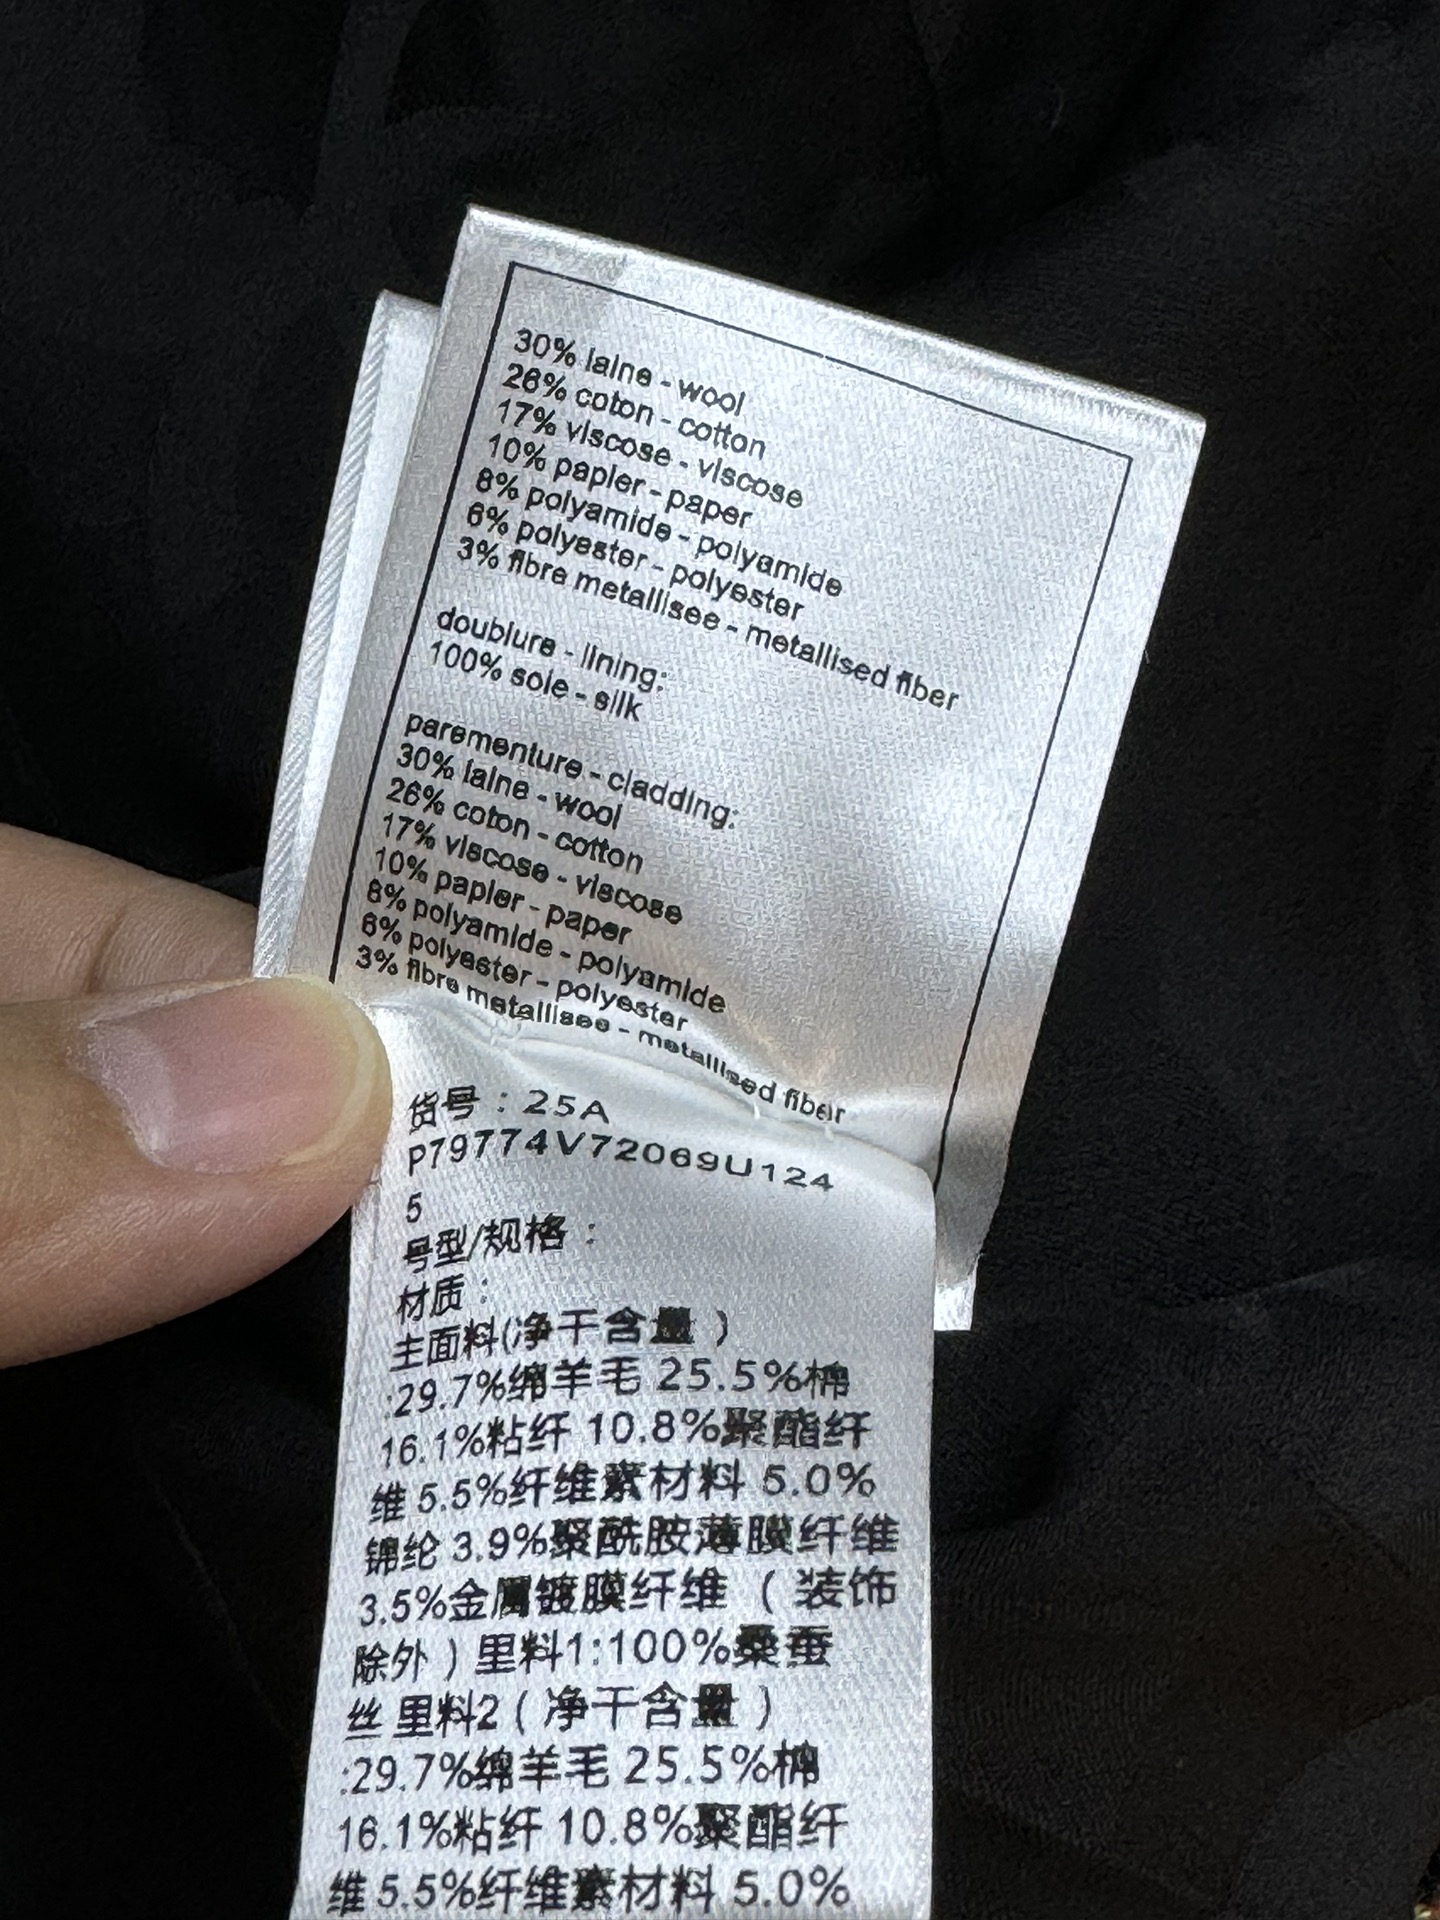 30% laine - wool
26% coton - cotton
17% viscose - viscose
10% papier - paper
8% polyamide - polyamide
6% polyester - polyester
3% fibre metallisee - metallised fiber
doublure - lining:
100% soie - silk
parementure - cladding:
30% laine - wool
26% coton - cotton
17% viscose - viscose
10% papier - paper
8% polyamide - polyamide
6% polyester - polyester
3% fibre metallisee - metallised fiber
货号：25A
P79774V72069U124
5
号型/规格：
材质：
主面料(净干含量）
:29.7%绵羊毛 25.5%棉
16.1%粘纤 10.8%聚酯纤
维 5.5%纤维素材料 5.0%
锦纶 3.9%聚酰胺薄膜纤维
3.5%金属镀膜纤维（装饰
除外）里料1:100%桑蚕
丝 里料2（净干含量）
:29.7%绵羊毛 25.5%棉
16.1%粘纤 10.8%聚酯纤
维 5.5%纤维素材料 5.0%